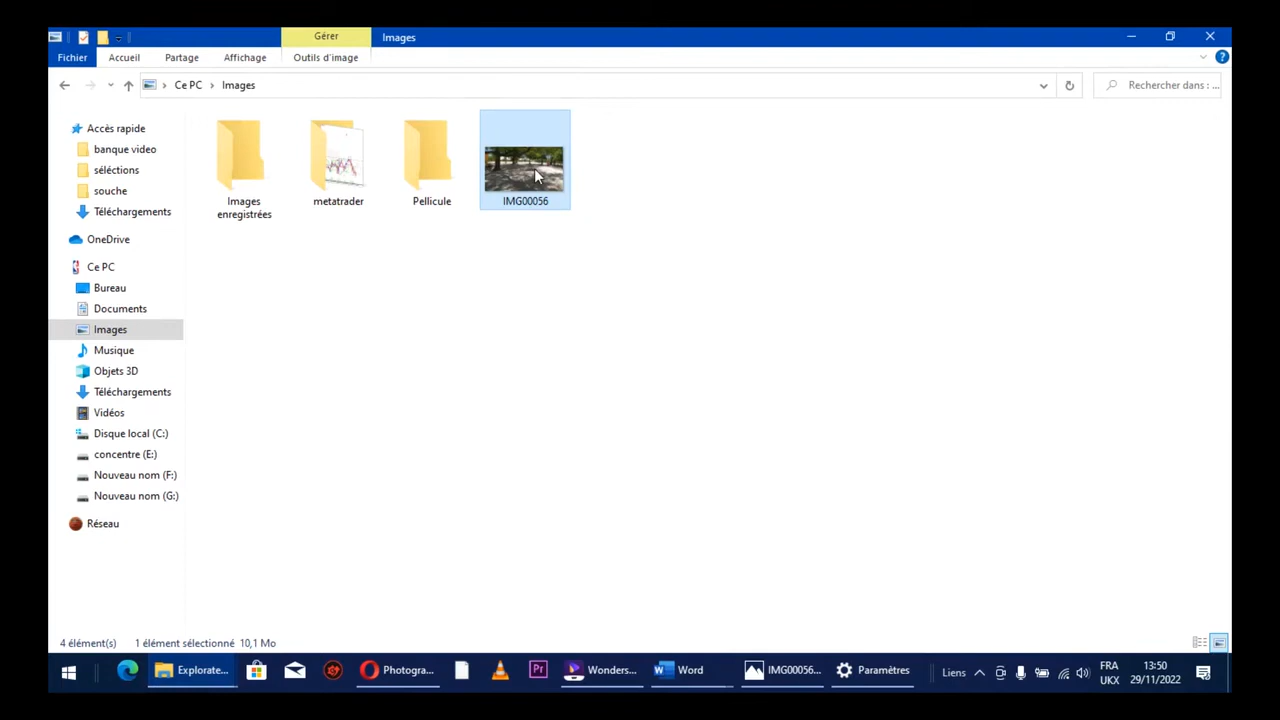 Gérer
Images
Fichier
Accueil
Partage
Affichage
Outils d'image
Ce PC
Images
Rechercher dans : ...
Accès rapide
banque video
séléctions
souche
Téléchargements
OneDrive
Ce PC
Bureau
Documents
Images
Musique
Objets 3D
Téléchargements
Vidéos
Disque local (C:)
concentre (E:)
Nouveau nom (F:)
Nouveau nom (G:)
Réseau
Images
enregistrées
metatrader
Pellicule
IMG00056
4 élément(s)
1 élément sélectionné 10,1 Mo
Explorate...
Photogra...
Pr
Wonders...
Word
IMG00056...
Paramètres
Liens
FRA
UKX
13:50
29/11/2022